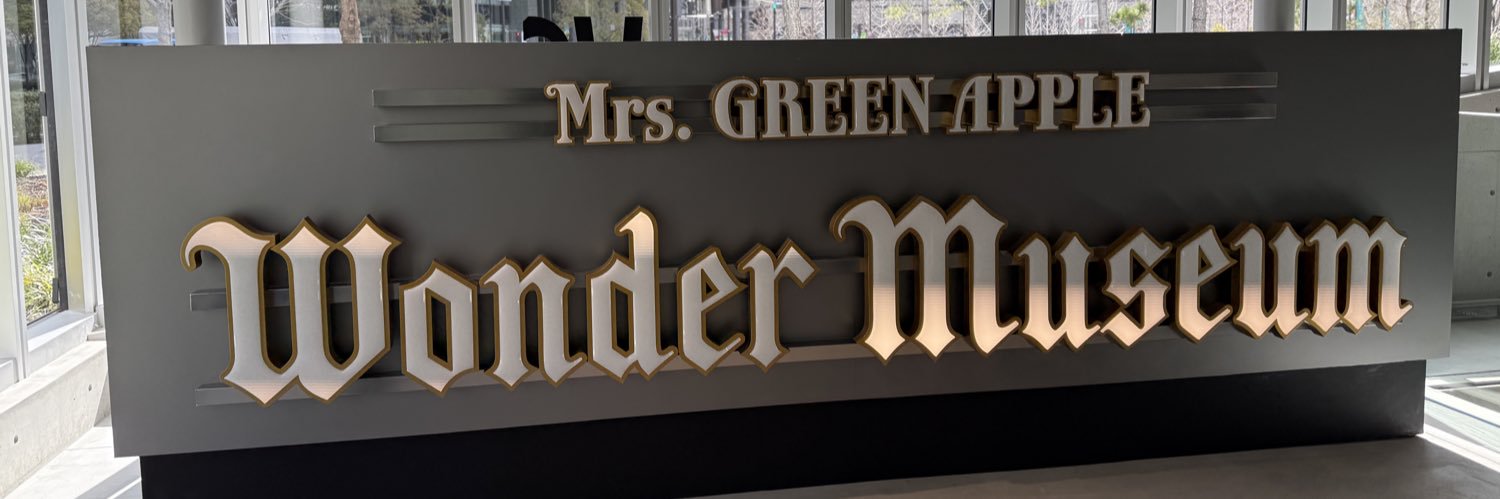 Mrs. GREEN APPLE
Wonder Museum